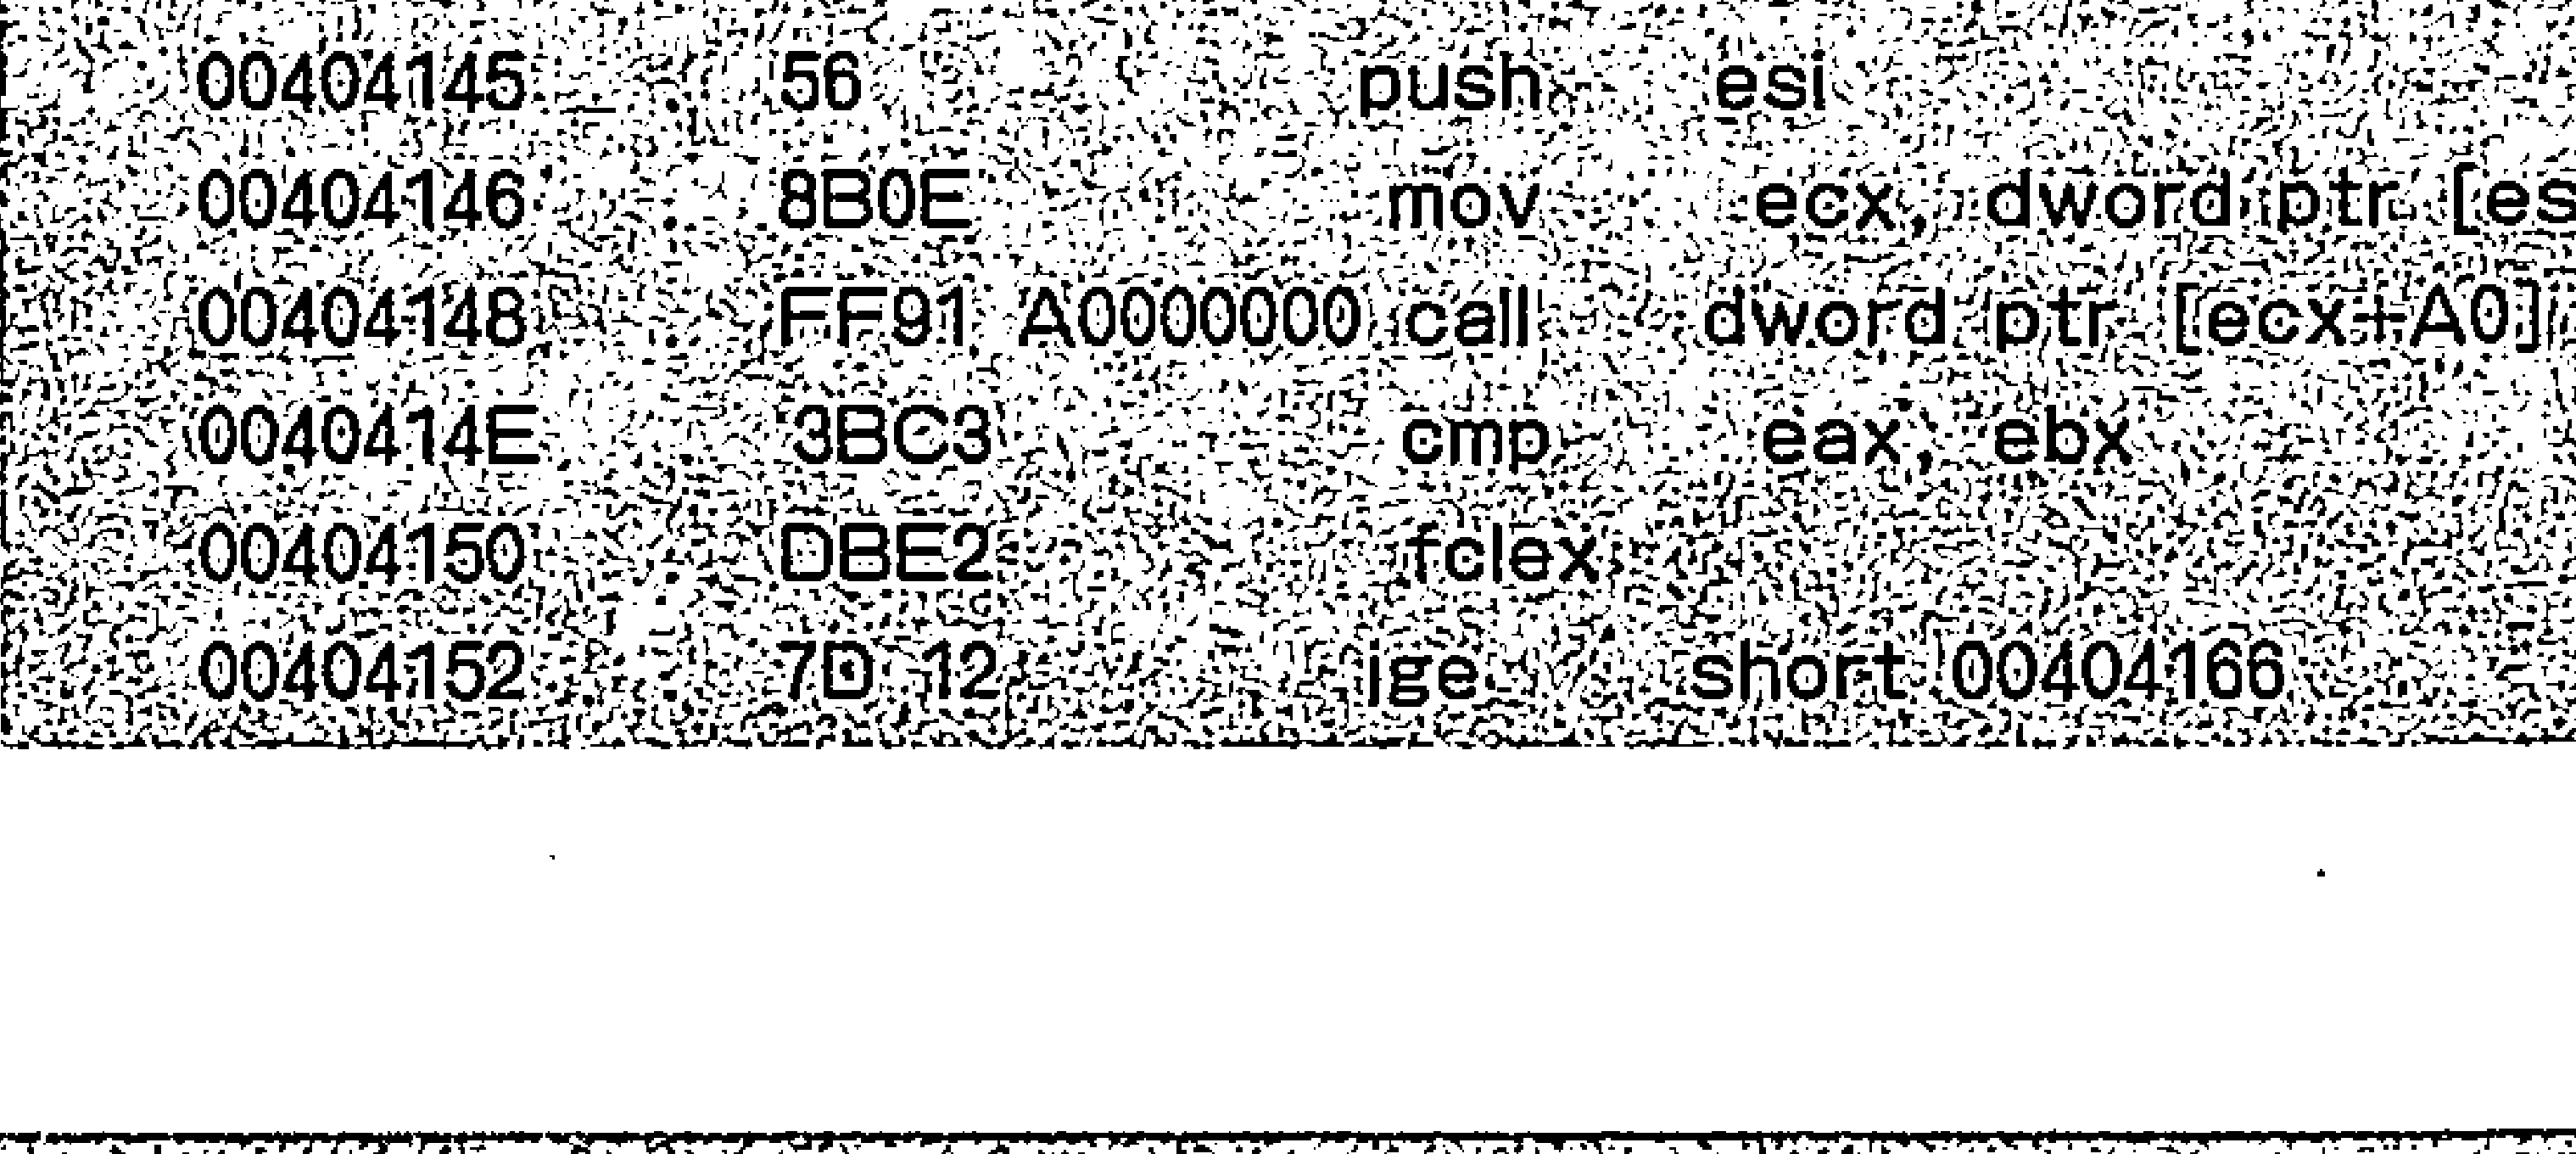 00404145 . 56 push esi
00404146 . 8B0E mov ecx, dword ptr [es
00404148 . FF91 A0000000 call dword ptr [ecx+A0]
0040414E . 3BC3 cmp eax, ebx
00404150 . DBE2 fclex
00404152 . 7D 12 jge short 00404166